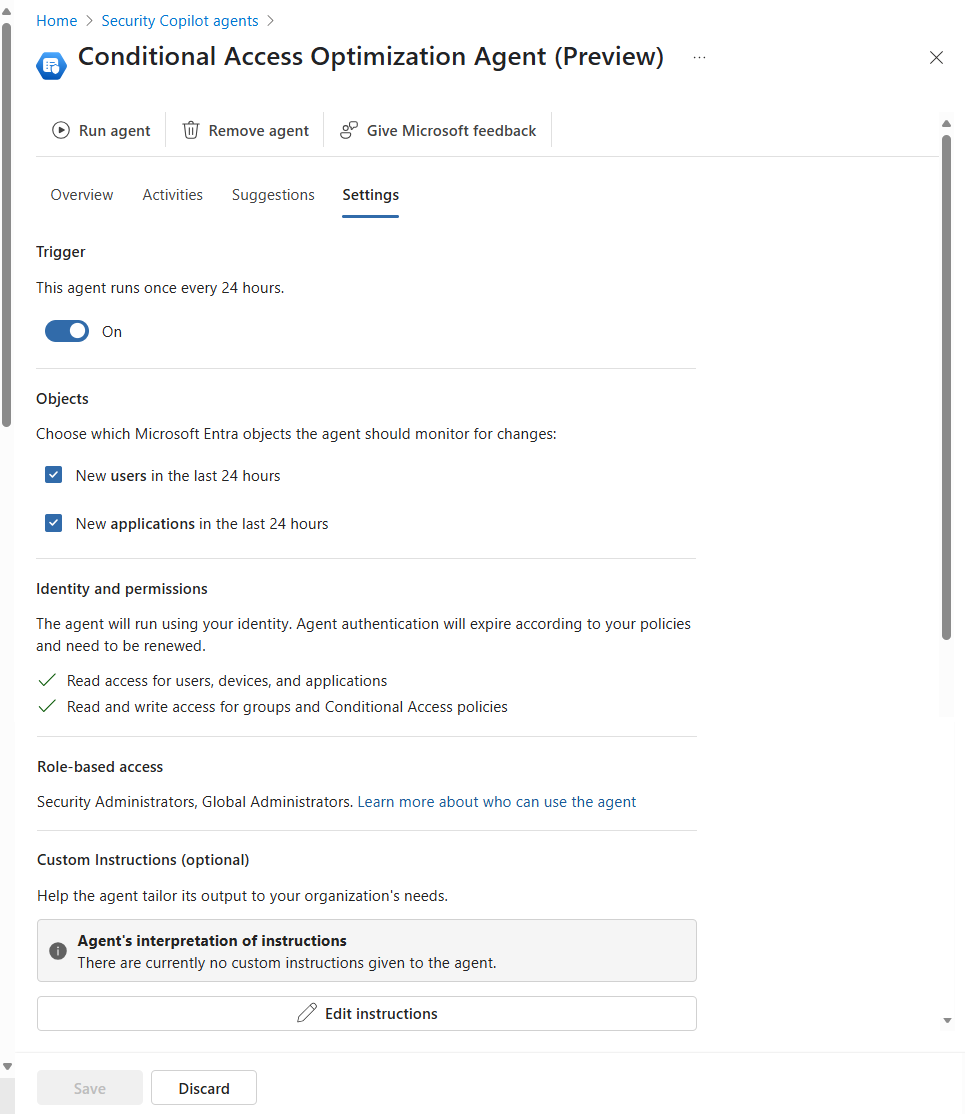 Home > Security Copilot agents >
Conditional Access Optimization Agent (Preview) ...
Run agent
Remove agent
Give Microsoft feedback
Overview
Activities
Suggestions
Settings
Trigger
This agent runs once every 24 hours.
On
Objects
Choose which Microsoft Entra objects the agent should monitor for changes:
New users in the last 24 hours
New applications in the last 24 hours
Identity and permissions
The agent will run using your identity. Agent authentication will expire according to your policies
and need to be renewed.
Read access for users, devices, and applications
Read and write access for groups and Conditional Access policies
Role-based access
Security Administrators, Global Administrators. Learn more about who can use the agent
Custom Instructions (optional)
Help the agent tailor its output to your organization's needs.
Agent's interpretation of instructions
There are currently no custom instructions given to the agent.
Edit instructions
Save
Discard